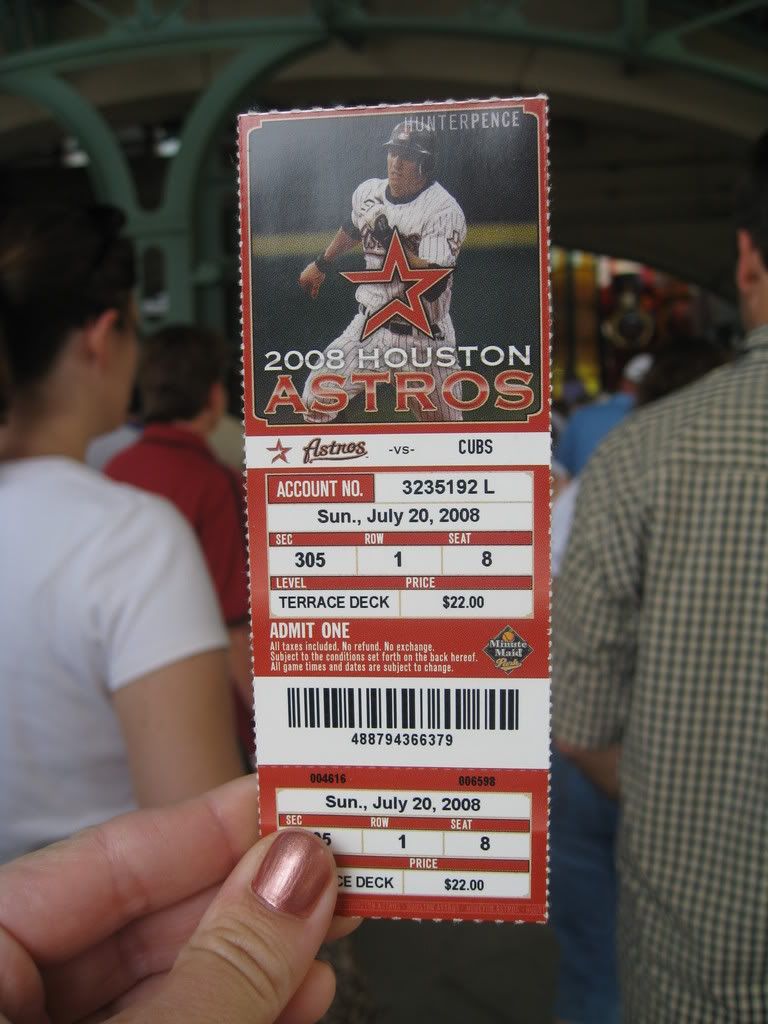 HUNTERPENCE
2008 HOUSTON
ASTROS
Astros -VS- CUBS
ACCOUNT NO. 3235192 L
Sun., July 20, 2008
SEC ROW SEAT
305 1 8
LEVEL PRICE
TERRACE DECK $22.00
ADMIT ONE
All taxes included. No refund. No exchange.
Subject to the conditions set forth on the back hereof.
All game times and dates are subject to change.
Minute
Maid
Park
488794366379
004616 006598
Sun., July 20, 2008
SEC ROW SEAT
5 1 8
PRICE
CE DECK $22.00